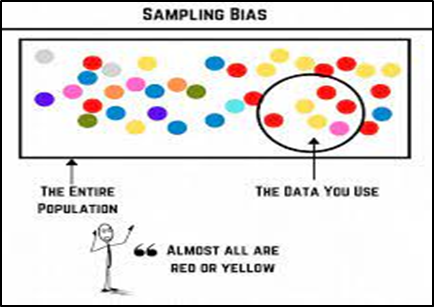 SAMPLING BIAS
THE ENTIRE
POPULATION
THE DATA YOU USE
“ ALMOST ALL ARE
RED OR YELLOW